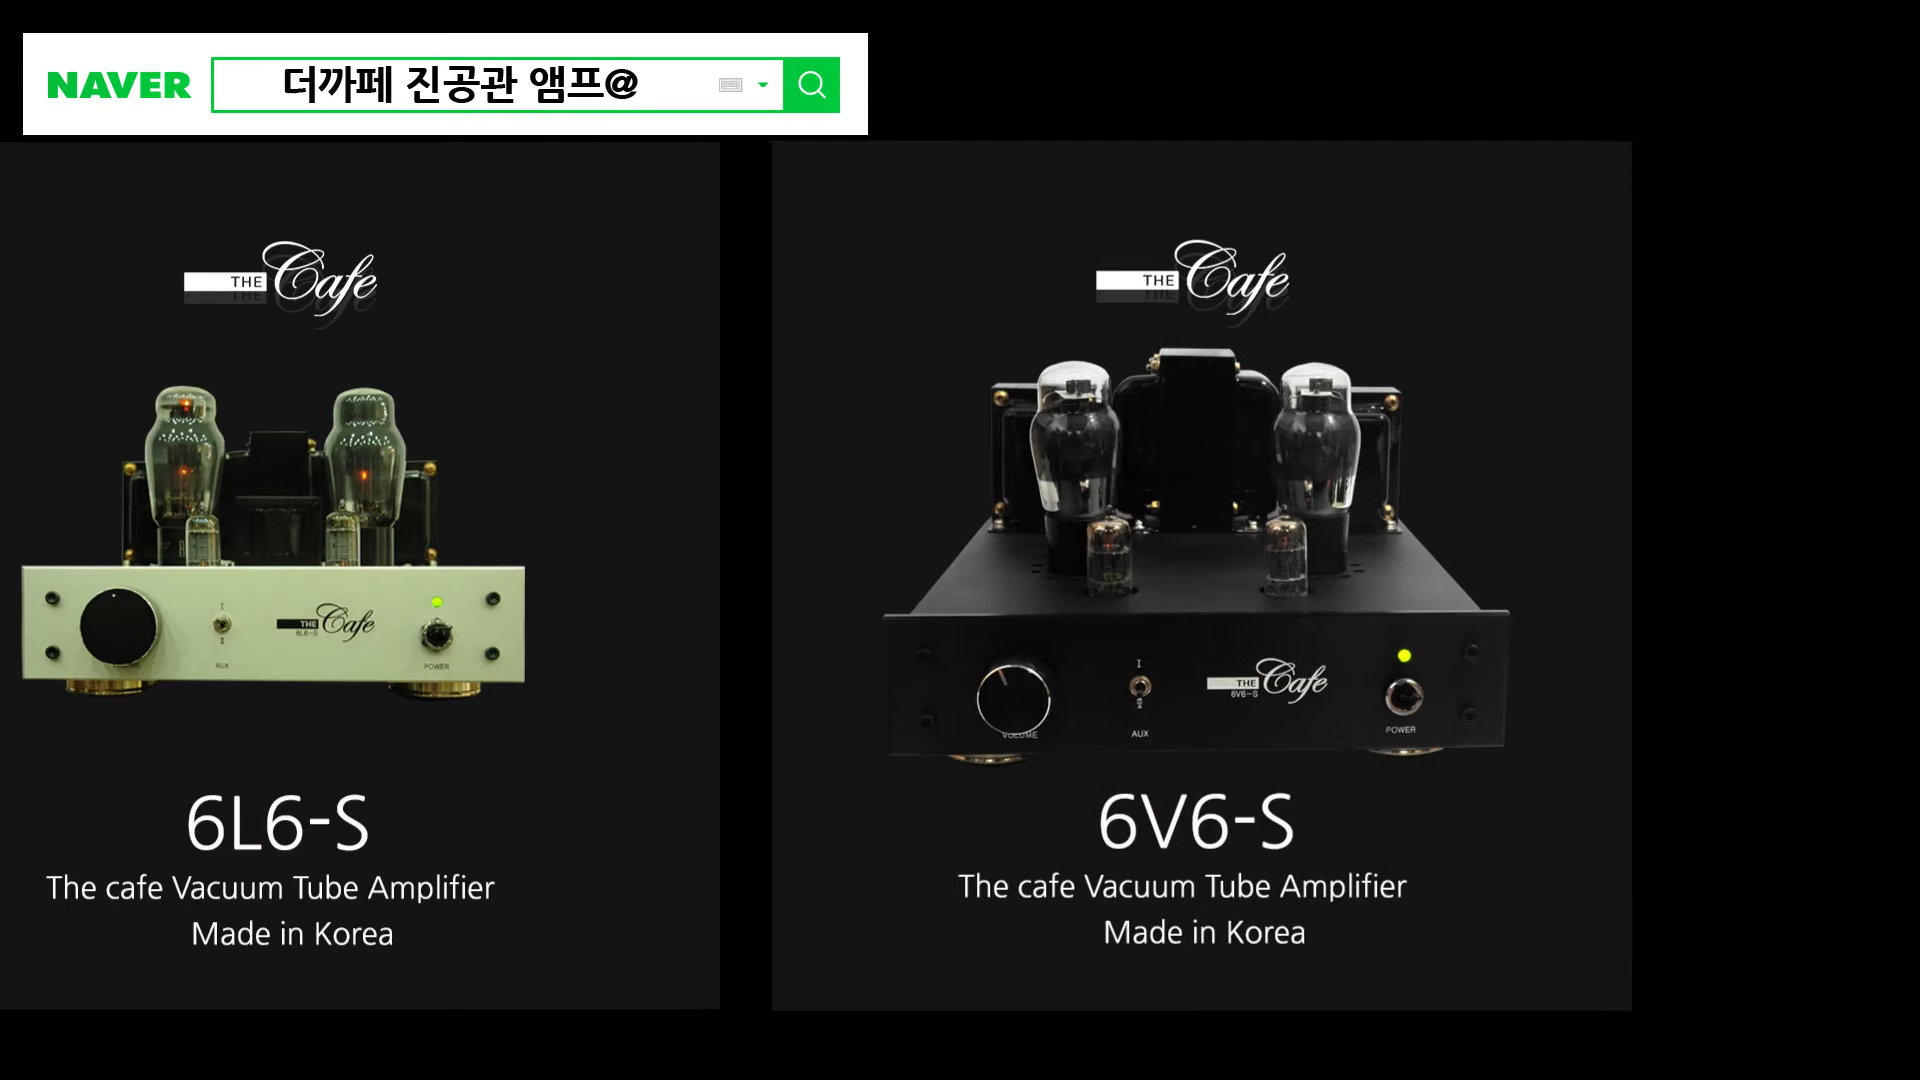 NAVER 더까페 진공관 앰프@
THE Cafe
THE Cafe
6L6-S
I
II
AUX
POWER
VOLUME
I
II
AUX
THE Cafe
6V6-S
POWER
6L6-S
The cafe Vacuum Tube Amplifier
Made in Korea
THE Cafe
6V6-S
The cafe Vacuum Tube Amplifier
Made in Korea